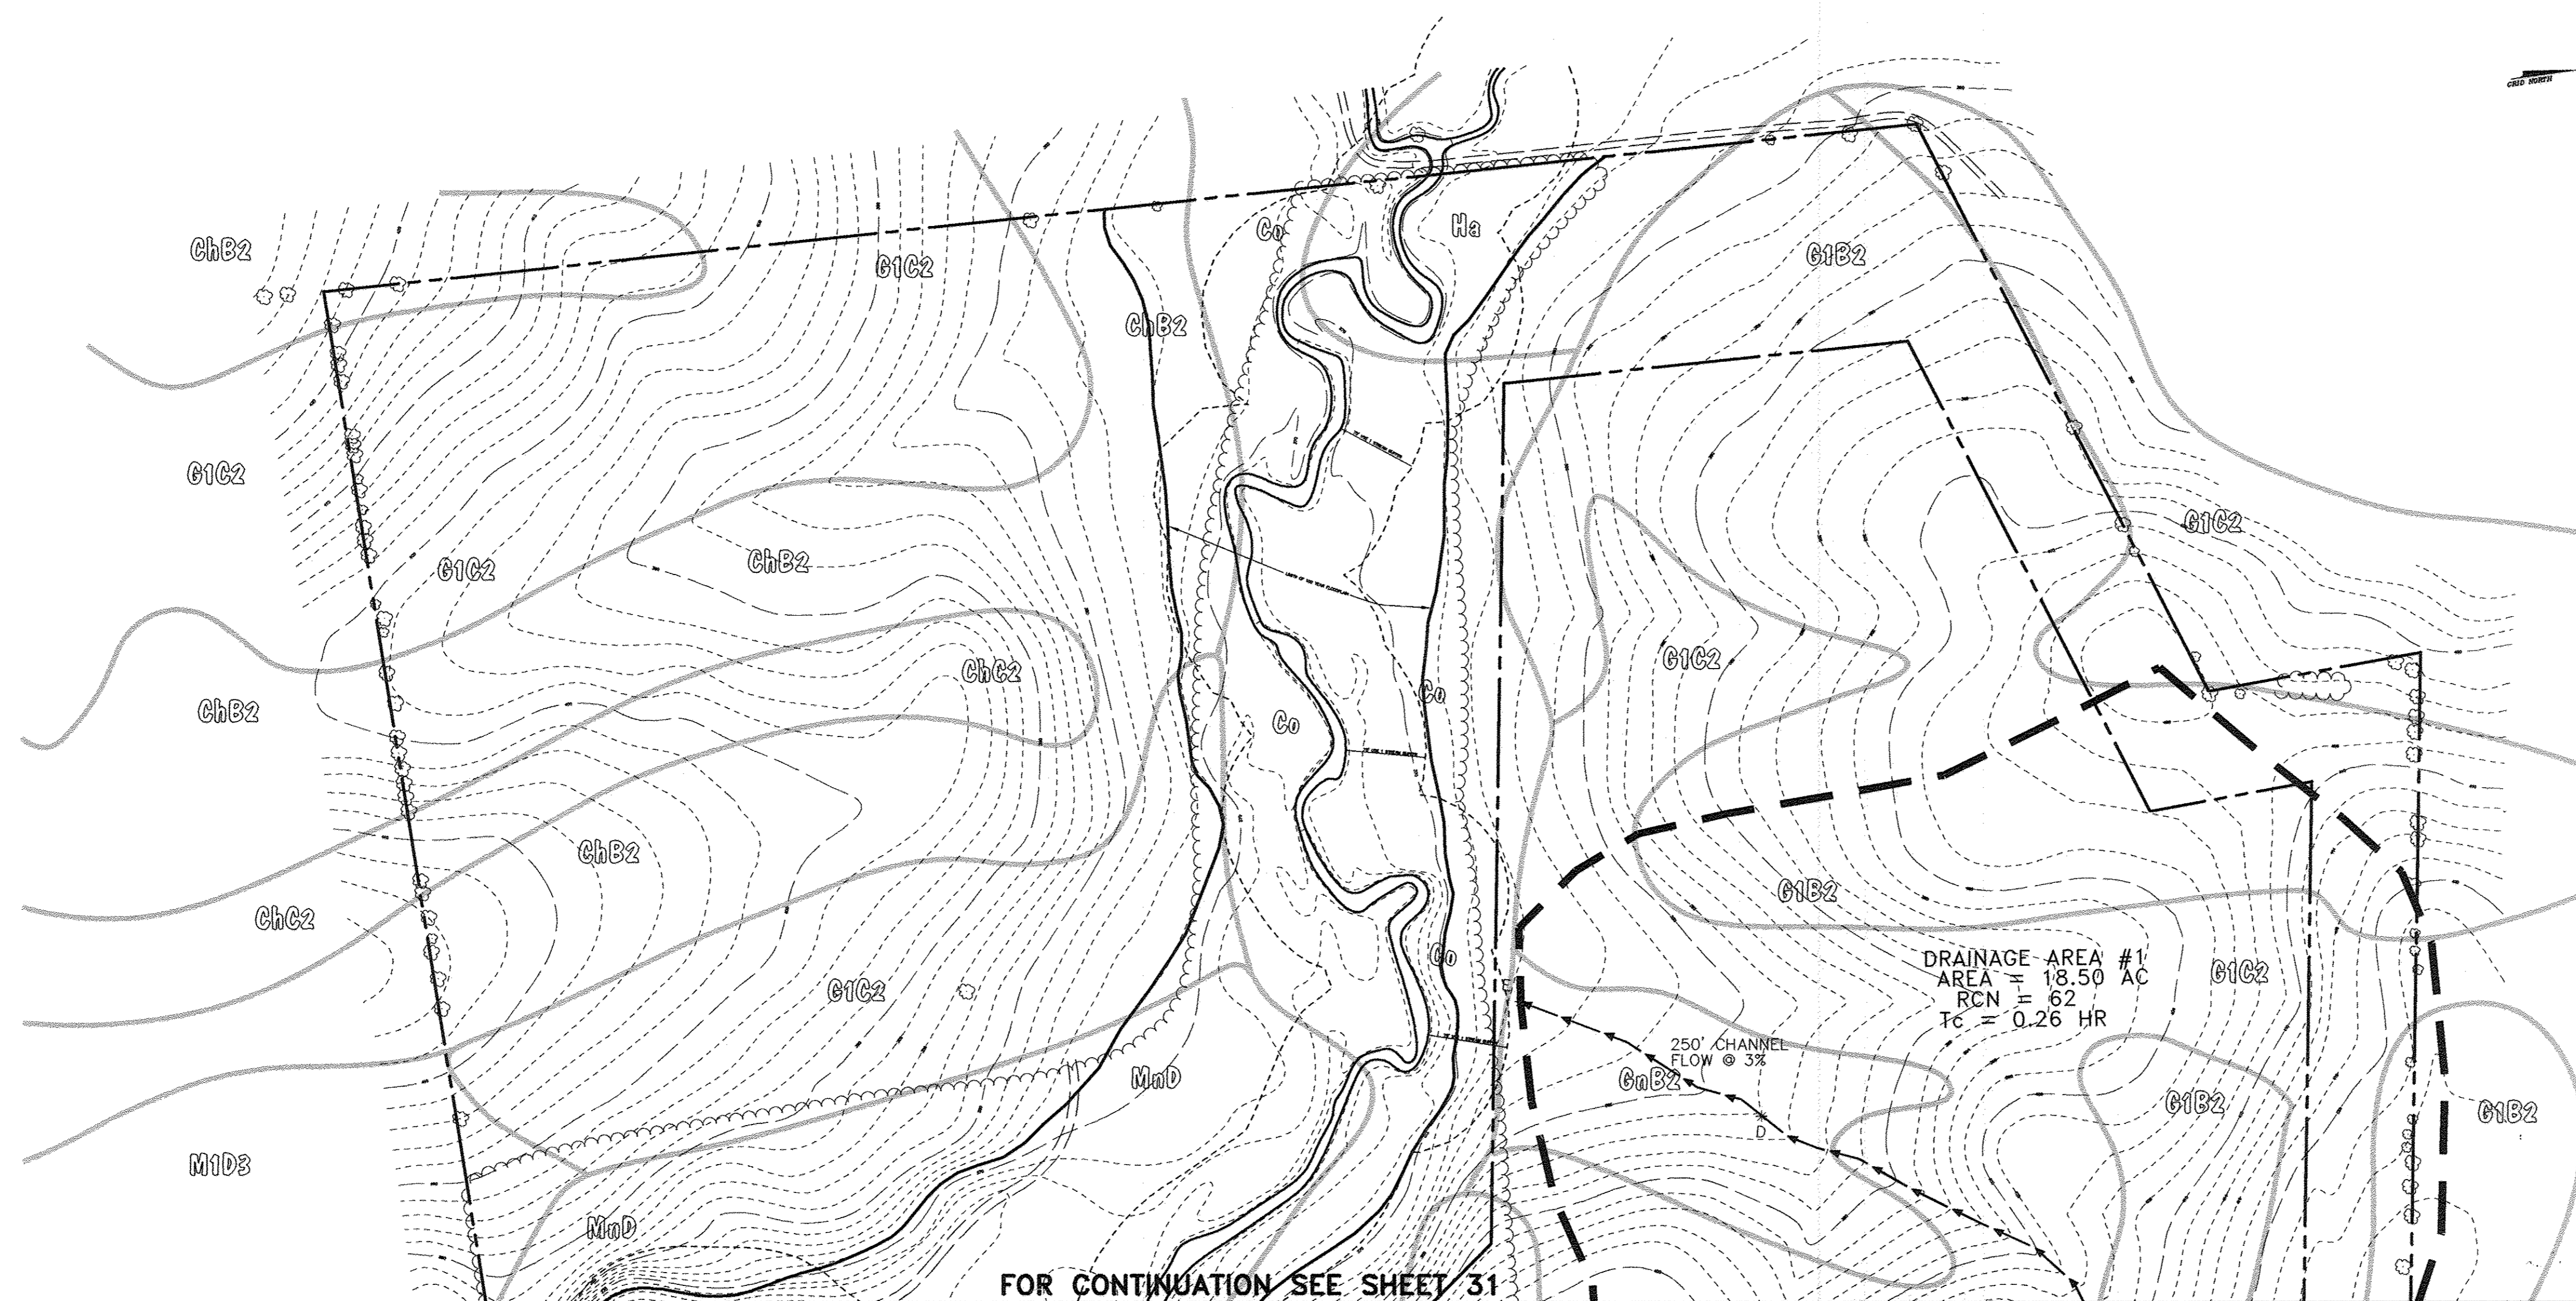 GRID NORTH
Co
Ha
ChB2
G1C2
G1B2
ChB2
G1C2
G1C2
G1C2
ChB2
G1C2
ChC2
Co
ChB2
Co
ChB2
G1B2
ChC2
Co
DRAINAGE AREA #1
AREA = 18.50 AC
RCN = 62
Tc = 0.26 HR
G1C2
G1C2
E
250' CHANNEL
FLOW @ 3%
GnB2
MnD
G1B2
G1B2
D
M1D3
MnD
FOR CONTINUATION SEE SHEET 31